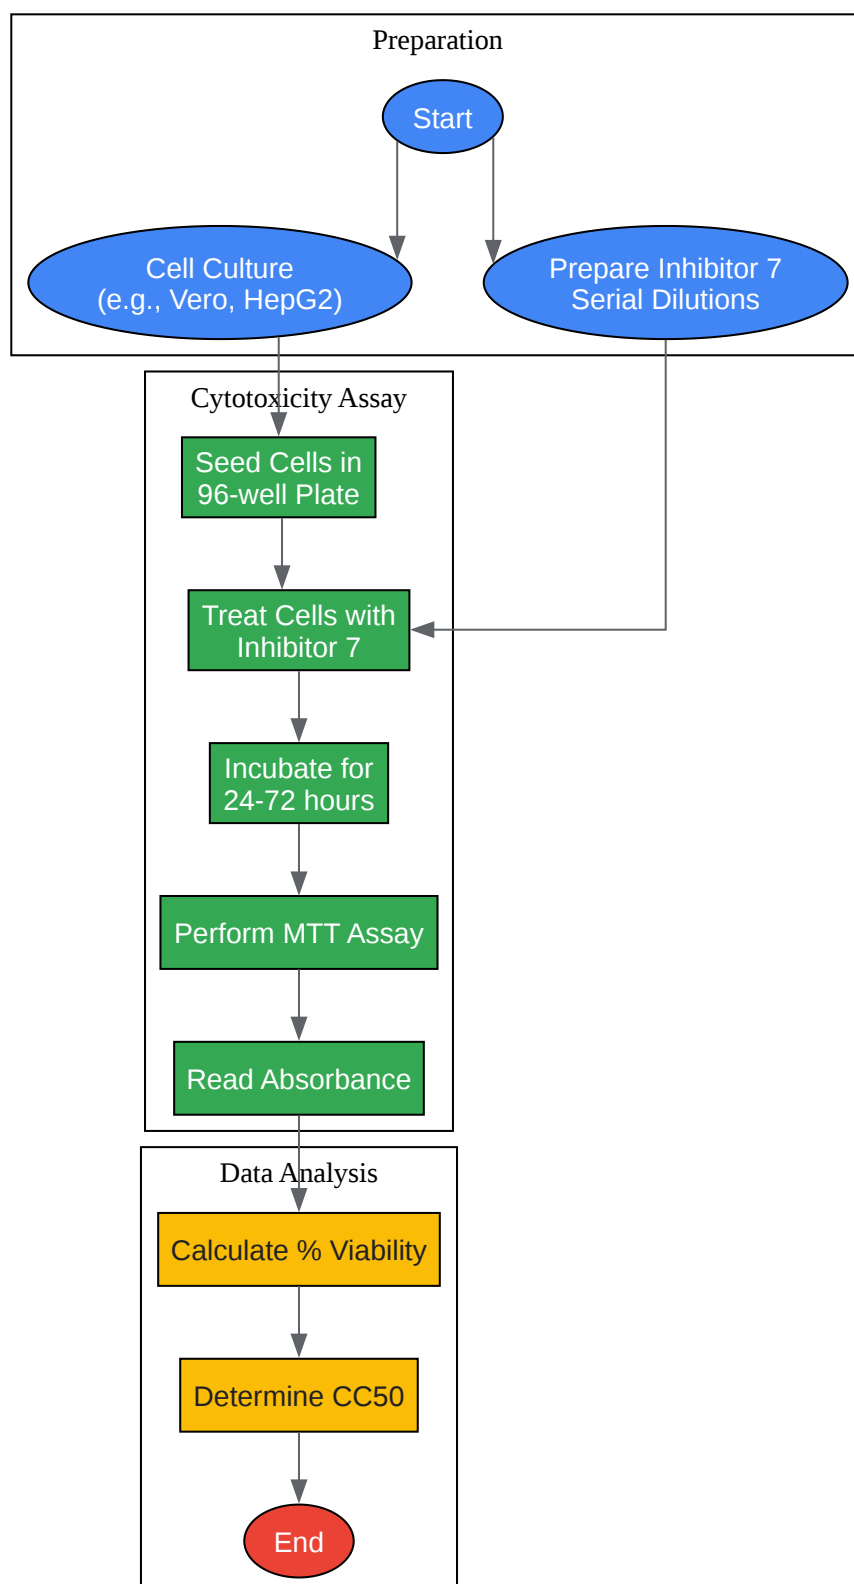 Preparation
Start
Cell Culture
(e.g., Vero, HepG2)
Prepare Inhibitor 7
Serial Dilutions
Cytotoxicity Assay
Seed Cells in
96-well Plate
Treat Cells with
Inhibitor 7
Incubate for
24-72 hours
Perform MTT Assay
Read Absorbance
Data Analysis
Calculate % Viability
Determine CC50
End